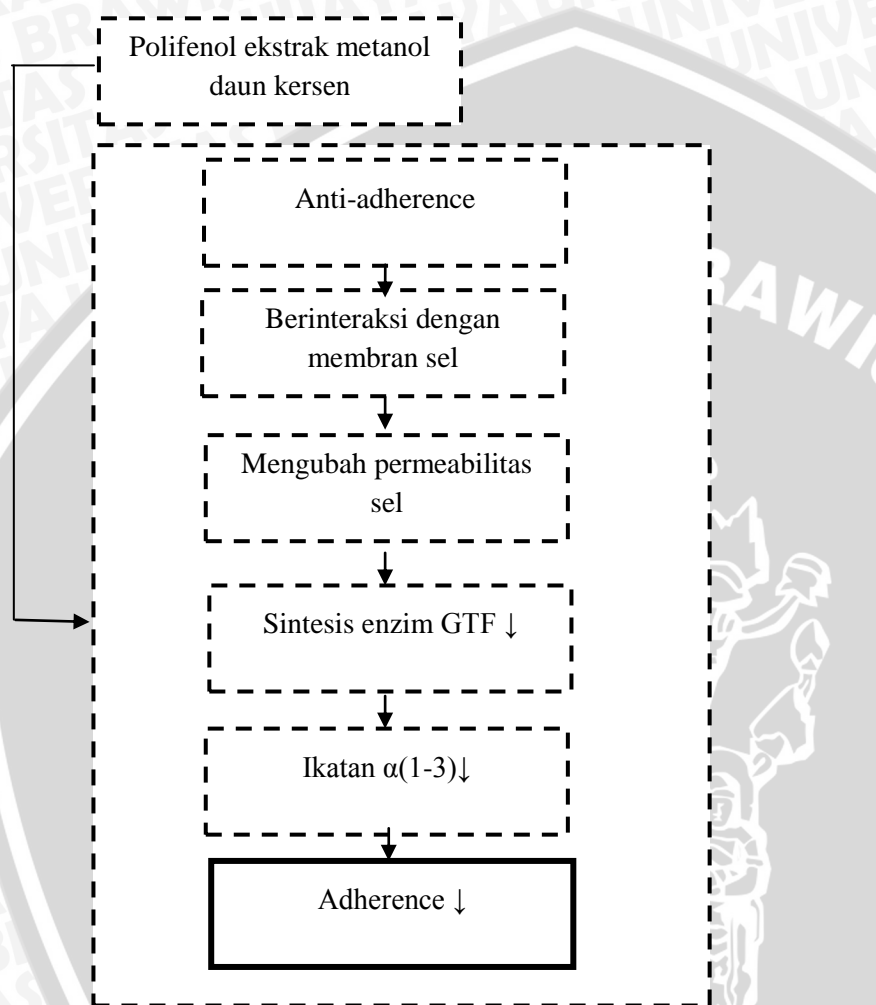 Polifenol ekstrak metanol
daun kersen
Anti-adherence
Berinteraksi dengan
membran sel
Mengubah permeabilitas
sel
Sintesis enzim GTF ↓
Ikatan α(1-3)↓
Adherence ↓